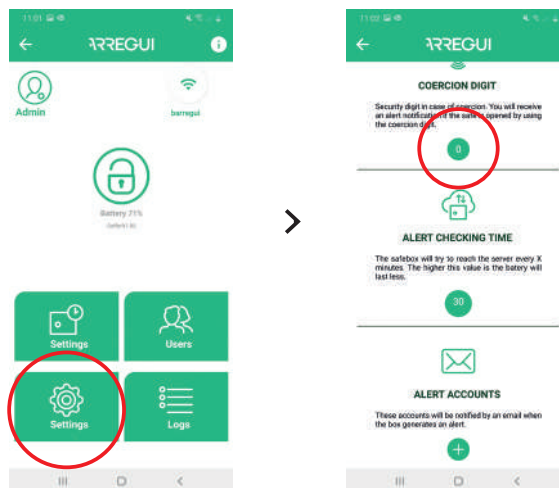 11:01
ARREGUI
Admin
barregui
Battery 71%
Settings
Users
Settings
Logs
11:02
ARREGUI
COERCION DIGIT
Security digit in case of coercion. You will receive
an alert notification if the safe is opened by using
the coercion digit.
0
ALERT CHECKING TIME
The safebox will try to reach the server every X
minutes. The higher this value is the batery will
last less.
30
ALERT ACCOUNTS
These accounts will be notified by an email when
the box generates an alert.